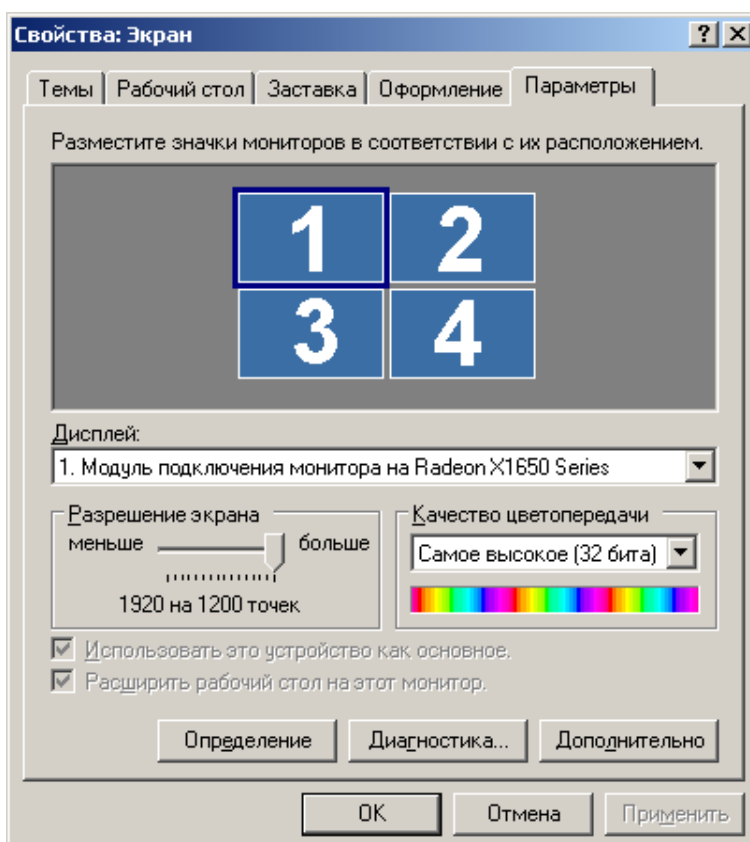 Свойства: Экран
Темы Рабочий стол Заставка Оформление Параметры
Разместите значки мониторов в соответствии с их расположением.
1 2
3 4
Дисплей:
1. Модуль подключения монитора на Radeon X1650 Series
Разрешение экрана
меньше больше
1920 на 1200 точек
Качество цветопередачи
Самое высокое (32 бита)
Использовать это устройство как основное.
Расширить рабочий стол на этот монитор.
Определение Диагностика... Дополнительно
OK Отмена Применить